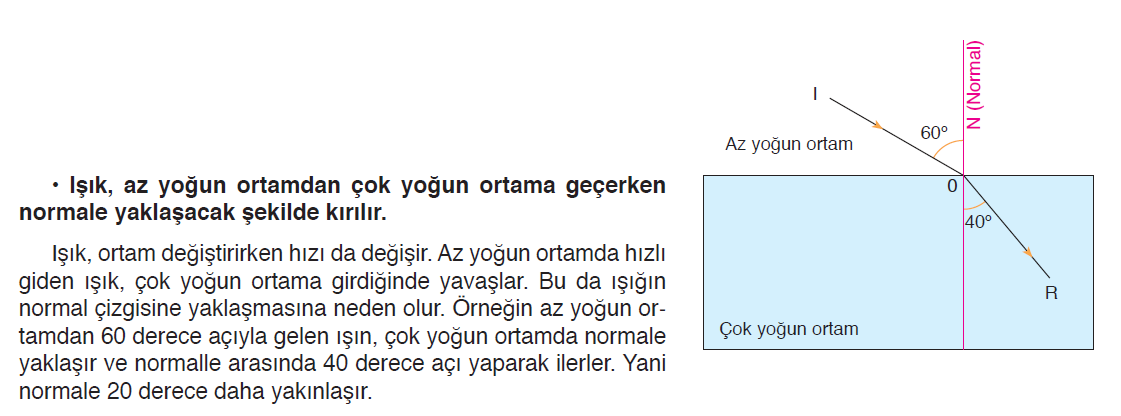 • Işık, az yoğun ortamdan çok yoğun ortama geçerken
normale yaklaşacak şekilde kırılır.
Işık, ortam değiştirirken hızı da değişir. Az yoğun ortamda hızlı
giden ışık, çok yoğun ortama girdiğinde yavaşlar. Bu da ışığın
normal çizgisine yaklaşmasına neden olur. Örneğin az yoğun or-
tamdan 60 derece açıyla gelen ışın, çok yoğun ortamda normale
yaklaşır ve normalle arasında 40 derece açı yaparak ilerler. Yani
normale 20 derece daha yakınlaşır.
N (Normal)
I
60º
Az yoğun ortam
0
40º
R
Çok yoğun ortam